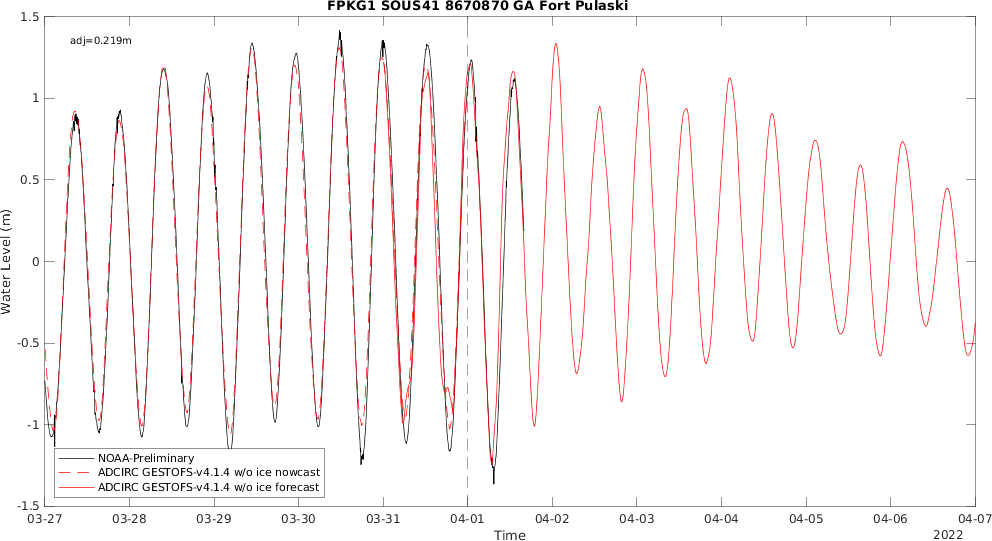 FPKG1 SOUS41 8670870 GA Fort Pulaski
adj=0.219m
Water Level (m)
1.5
1
0.5
0
-0.5
-1
-1.5
NOAA-Preliminary
ADCIRC GESTOFS-v4.1.4 w/o ice nowcast
ADCIRC GESTOFS-v4.1.4 w/o ice forecast
03-27 03-28 03-29 03-30 03-31 04-01 04-02 04-03 04-04 04-05 04-06 04-07
Time
2022